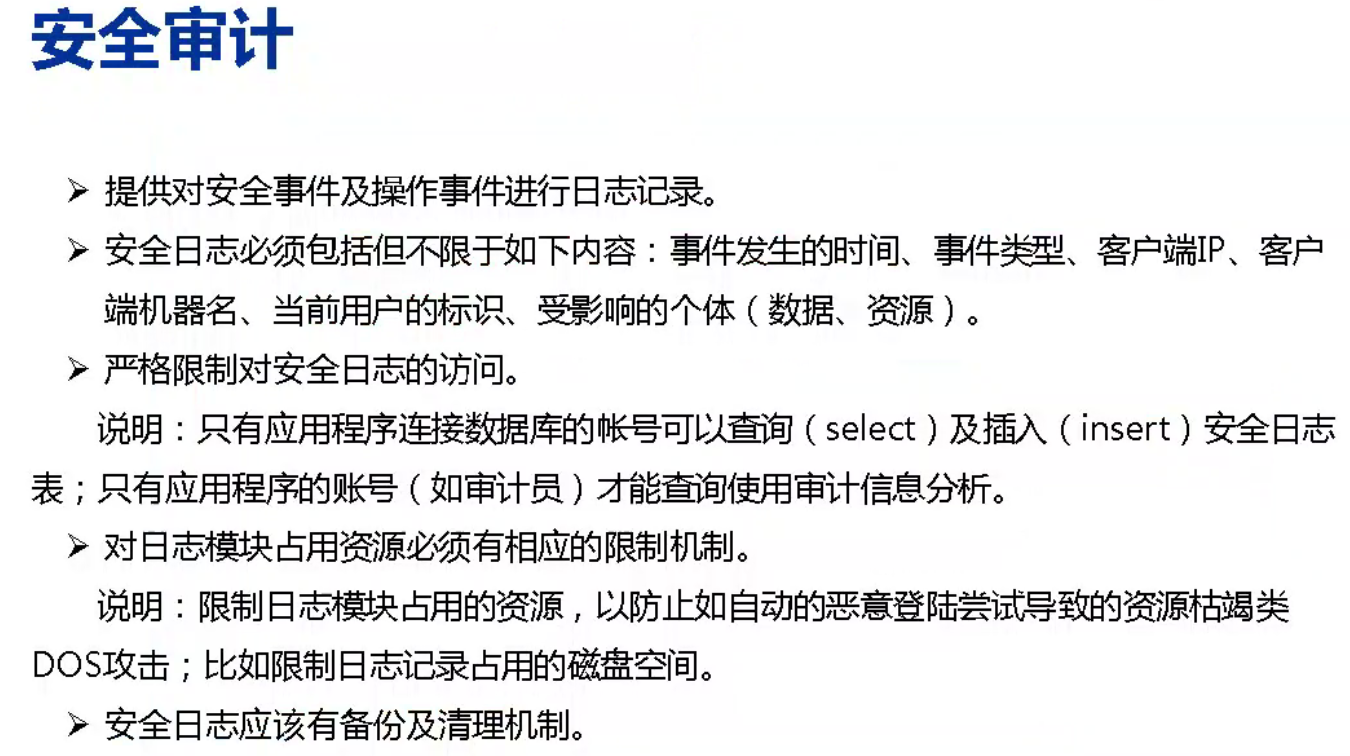 安全审计
➢ 提供对安全事件及操作事件进行日志记录。
➢ 安全日志必须包括但不限于如下内容：事件发生的时间、事件类型、客户端IP、客户
端机器名、当前用户的标识、受影响的个体（数据、资源）。
➢ 严格限制对安全日志的访问。
说明：只有应用程序连接数据库的帐号可以查询（select）及插入（insert）安全日志
表；只有应用程序的账号（如审计员）才能查询使用审计信息分析。
➢ 对日志模块占用资源必须有相应的限制机制。
说明：限制日志模块占用的资源，以防止如自动的恶意登陆尝试导致的资源枯竭类
DOS攻击；比如限制日志记录占用的磁盘空间。
➢ 安全日志应该有备份及清理机制。